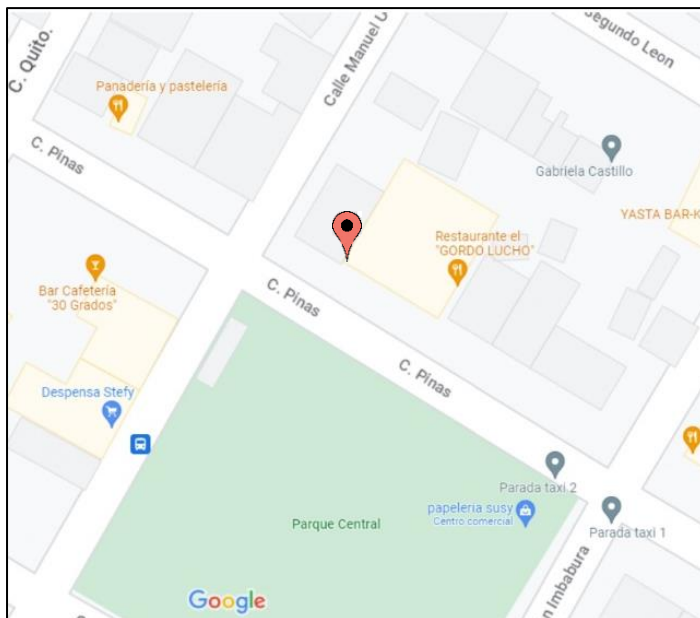 Segundo Leon
C. Quito.
Calle Manuel U
Panadería y pastelería
C. Pinas
Gabriela Castillo
YASTA BAR-K
Restaurante el
"GORDO LUCHO"
Bar Cafetería
"30 Grados"
C. Pinas
C. Pinas
Despensa Stefy
Parada taxi 2
papeleria susy
Centro comercial
Parque Central
Parada taxi 1
n Imbabura
Google